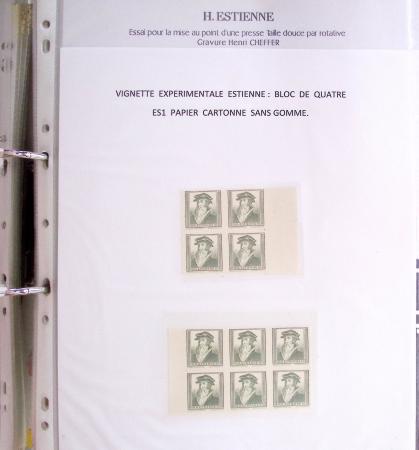 H. ESTIENNE
Essai pour la mise au point d'une presse Taille douce par rotative
Gravure Henri CHEFFER
VIGNETTE EXPERIMENTALE ESTIENNE : BLOC DE QUATRE
ES1 PAPIER CARTONNE SANS GOMME.